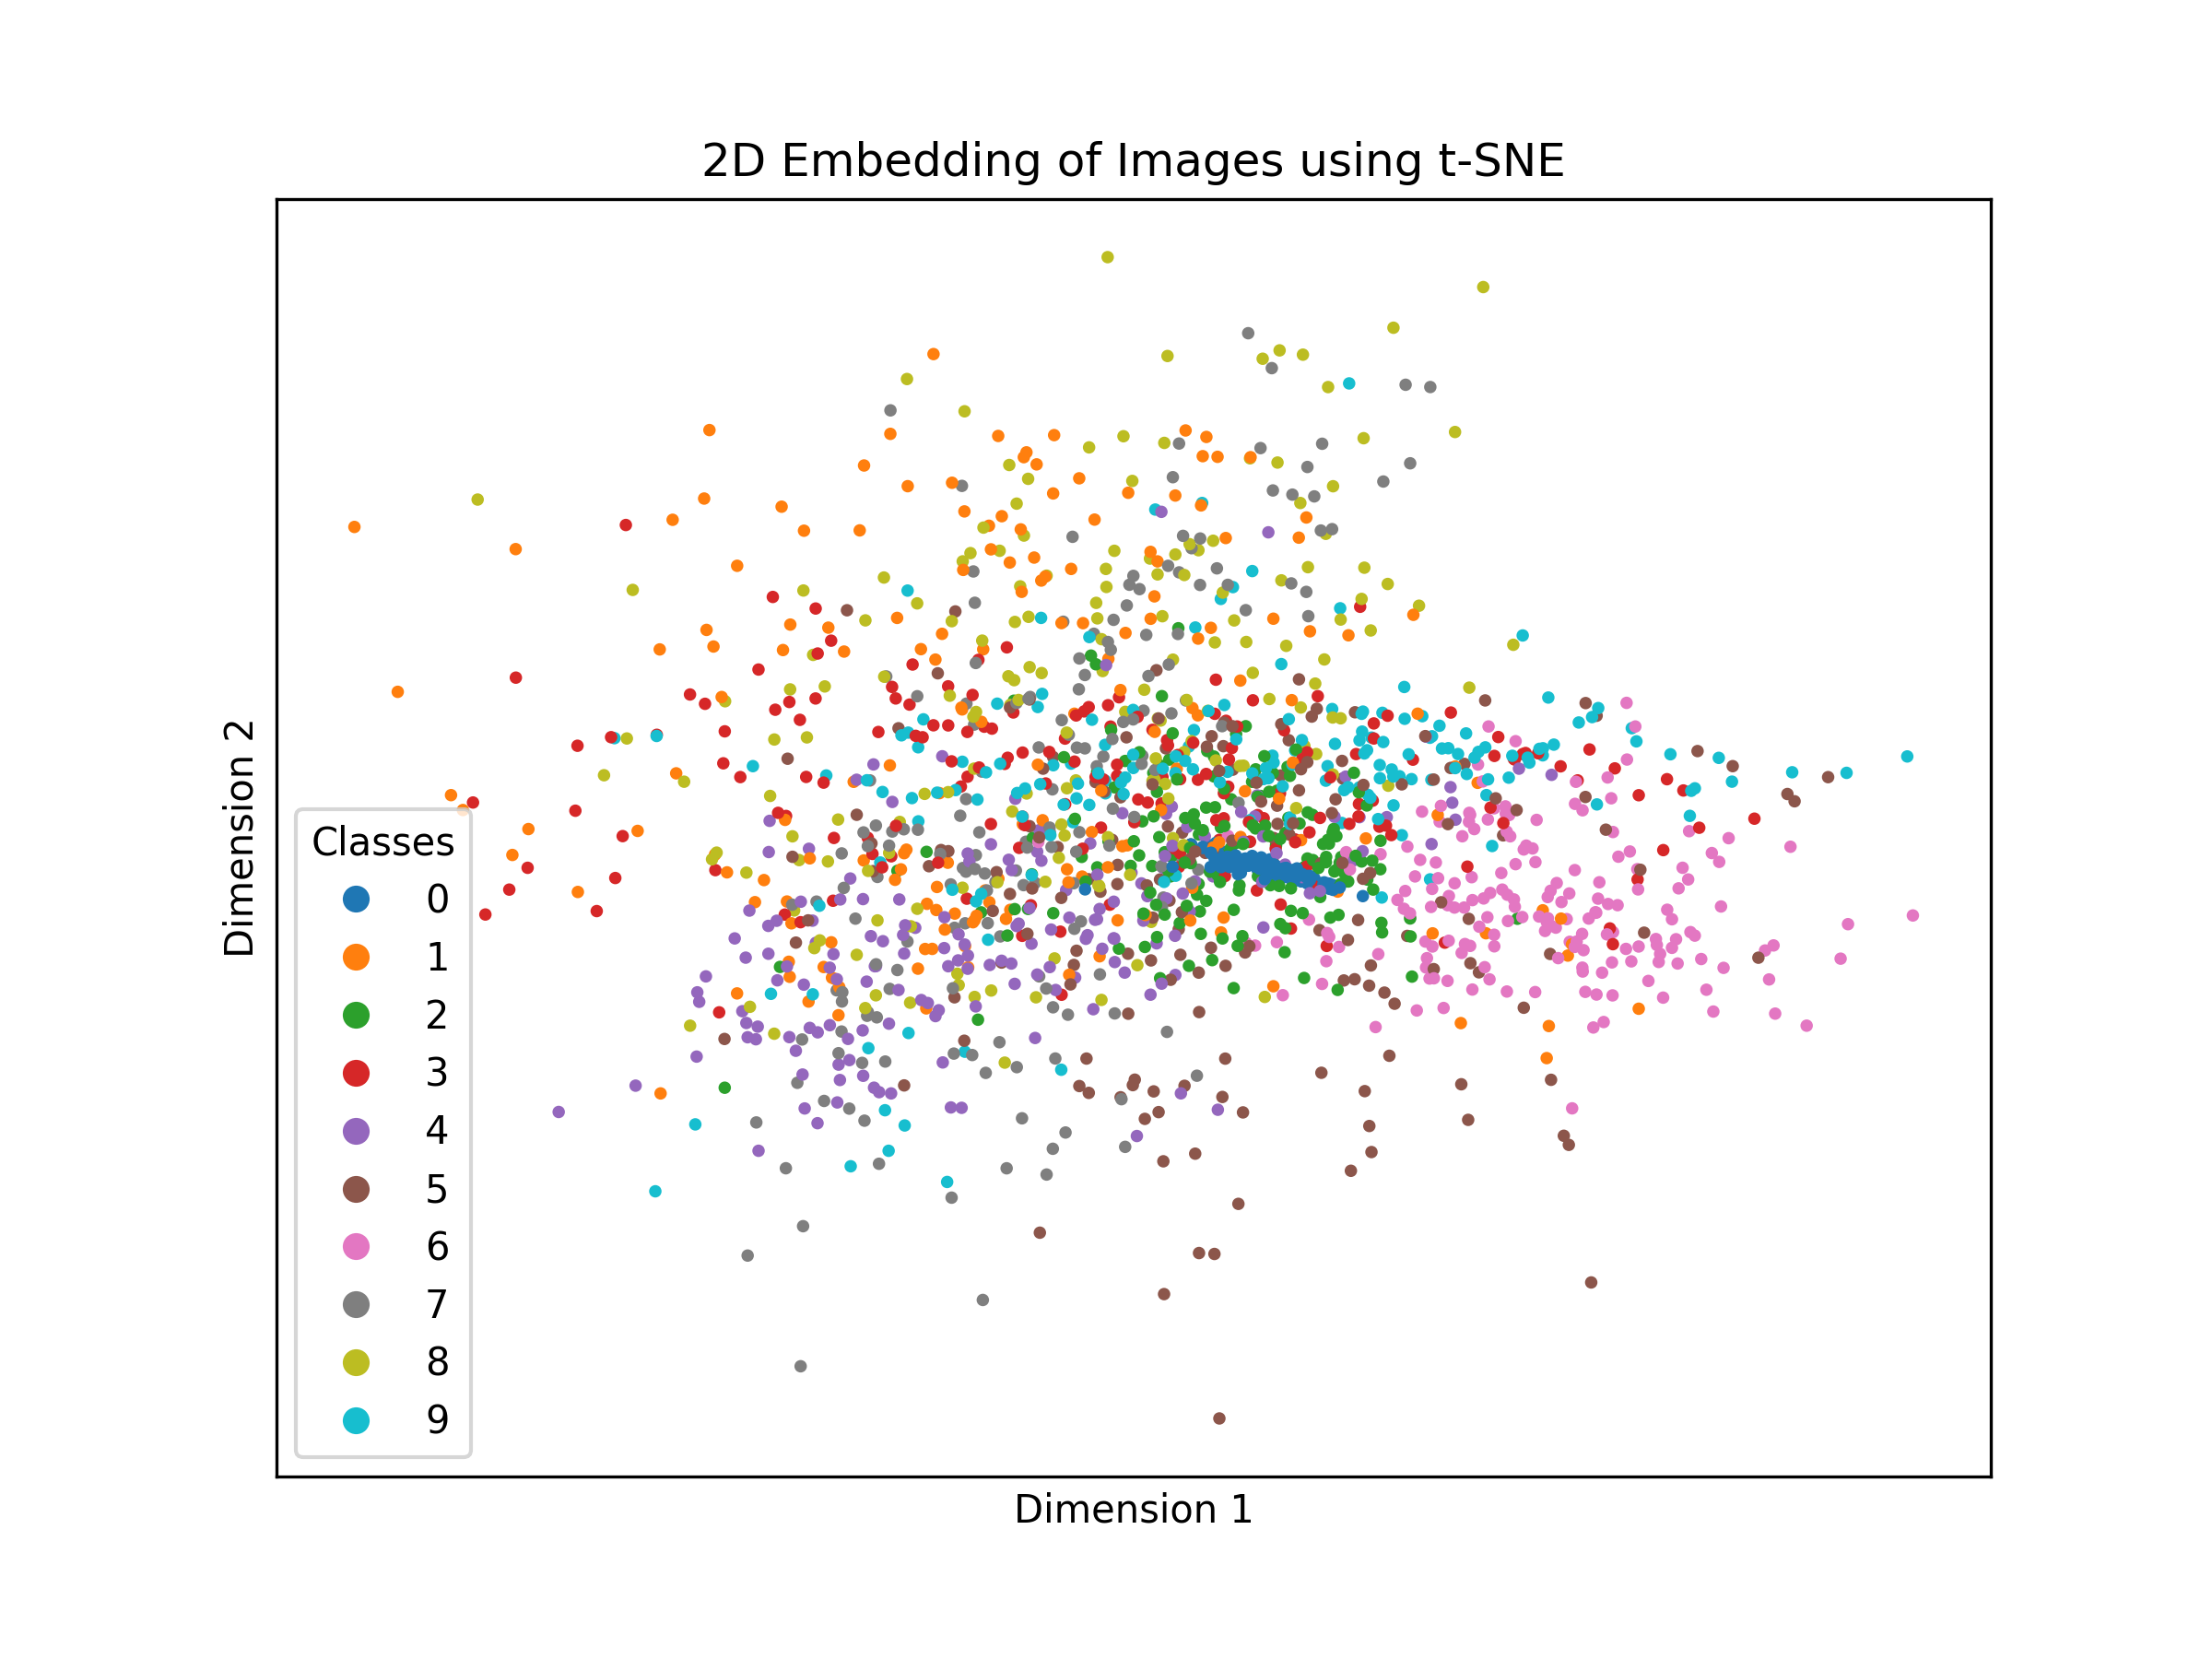 2D Embedding of Images using t-SNE
Dimension 2
Classes
0
1
2
3
4
5
6
7
8
9
Dimension 1